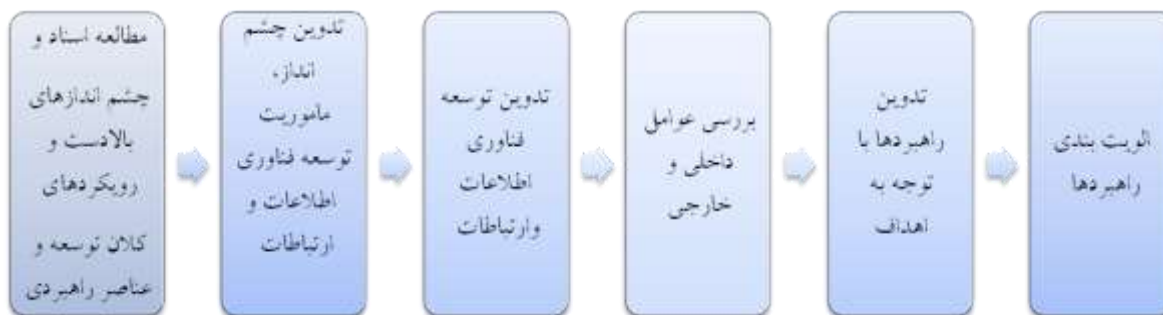 مطالعه اسناد و
چشم اندازهای
بالادست و
رویکردهای
کلان توسعه و
عناصر راهبردی
تدوین چشم
انداز،
ماموریت
توسعه فناوری
اطلاعات و
ارتباطات
تدوین توسعه
فناوری
اطلاعات
وارتباطات
بررسی عوامل
داخلی و
خارجی
تدوین
راهبردها با
توجه به
اهداف
الویت بندی
راهبردها